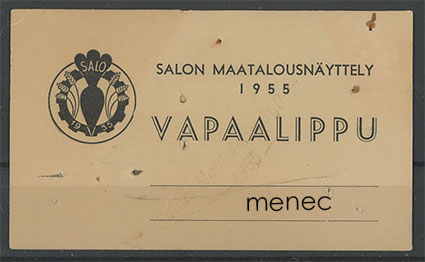 SALO
1955
SALON MAATALOUSNÄYTTELY
1955
VAPAALIPPU
menec